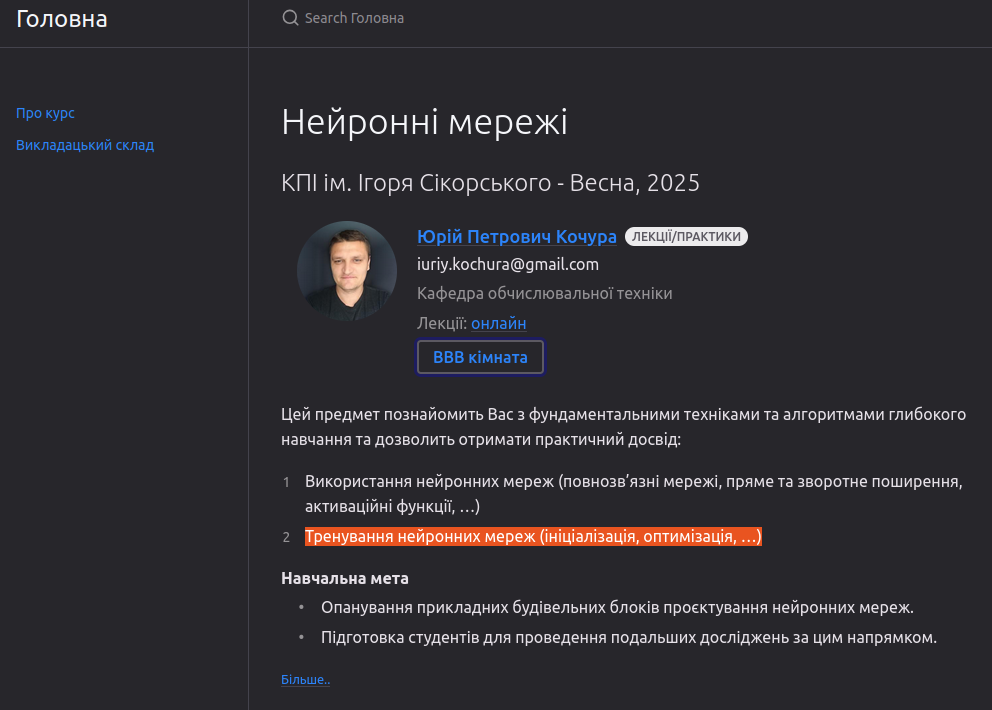 Головна
Search Головна
Про курс
Викладацький склад
Нейронні мережі
КПІ ім. Ігоря Сікорського - Весна, 2025
Юрій Петрович Кочура ЛЕКЦІЇ/ПРАКТИКИ
iuriy.kochura@gmail.com
Кафедра обчислювальної техніки
Лекції: онлайн
BBB кімната
Цей предмет познайомить Вас з фундаментальними техніками та алгоритмами глибокого
навчання та дозволить отримати практичний досвід:
1 Використання нейронних мереж (повнозв’язні мережі, пряме та зворотне поширення,
активаційні функції, …)
2 Тренування нейронних мереж (ініціалізація, оптимізація, …)
Навчальна мета
• Опанування прикладних будівельних блоків проєктування нейронних мереж.
• Підготовка студентів для проведення подальших досліджень за цим напрямком.
Більше..